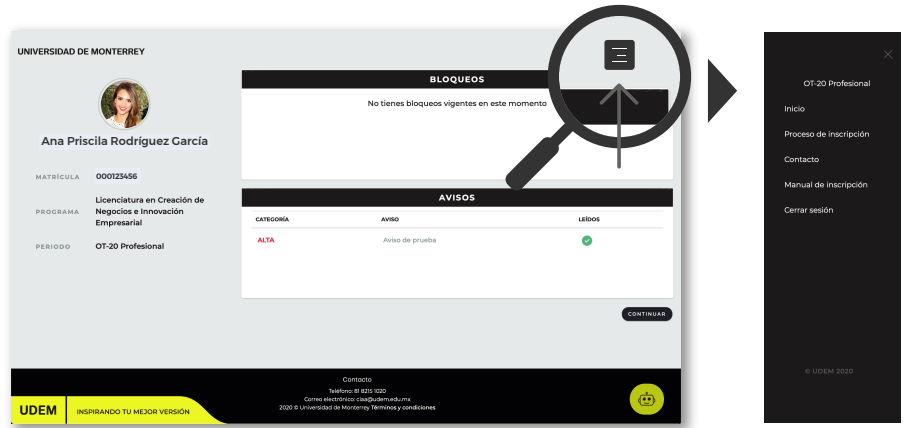 UNIVERSIDAD DE MONTERREY
Ana Priscila Rodríguez García
MATRÍCULA 000123456
PROGRAMA Licenciatura en Creación de
Negocios e Innovación
Empresarial
PERIODO OT-20 Profesional
BLOQUEOS
No tienes bloqueos vigentes en este momento
AVISOS
CATEGORÍA AVISO LEÍDOS
ALTA Aviso de prueba
CONTINUAR
Contacto
Teléfono: 81 8215 1020
Correo electrónico: ciaa@udem.edu.mx
2020 © Universidad de Monterrey Términos y condiciones
UDEM INSPIRANDO TU MEJOR VERSIÓN
OT-20 Profesional
Inicio
Proceso de inscripción
Contacto
Manual de inscripción
Cerrar sesión
© UDEM 2020